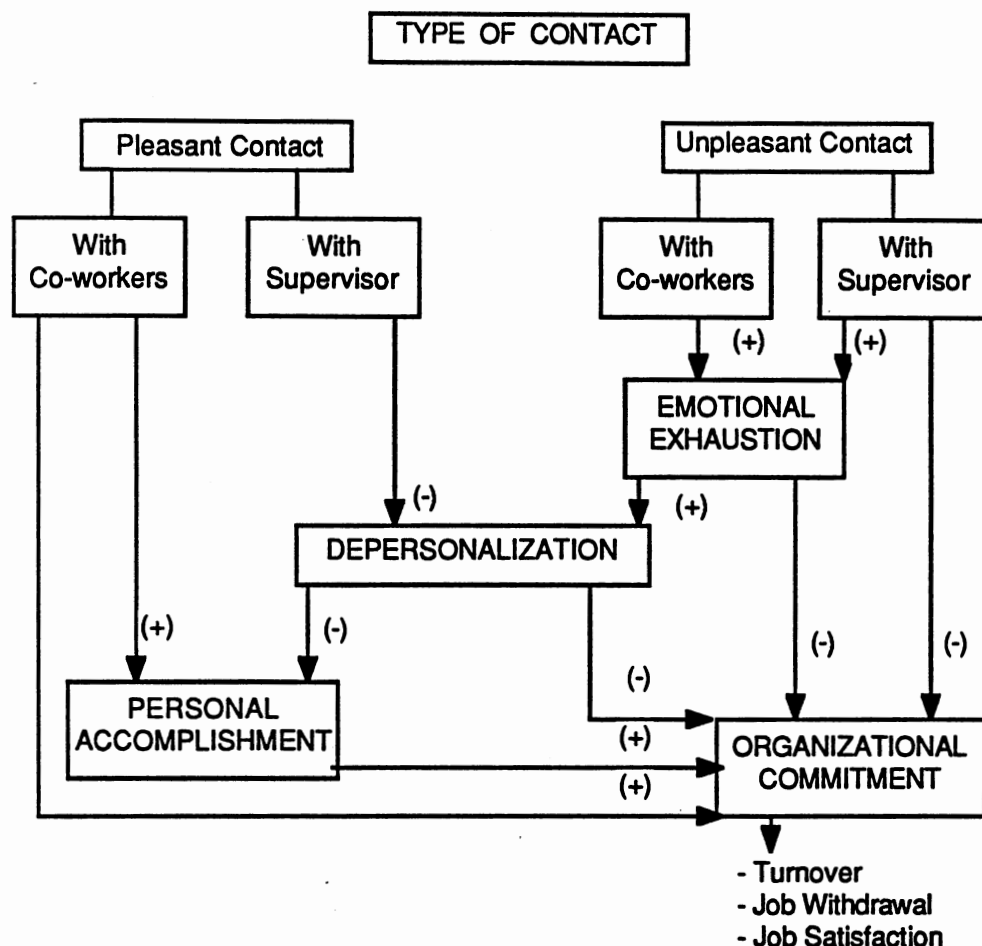 TYPE OF CONTACT
Pleasant Contact
Unpleasant Contact
With
Co-workers
With
Supervisor
With
Co-workers
With
Supervisor
(+)
(+)
EMOTIONAL
EXHAUSTION
(-)
(+)
DEPERSONALIZATION
(+)
(-)
(-)
(-)
(-)
PERSONAL
ACCOMPLISHMENT
(+)
ORGANIZATIONAL
COMMITMENT
(+)
- Turnover
- Job Withdrawal
- Job Satisfaction